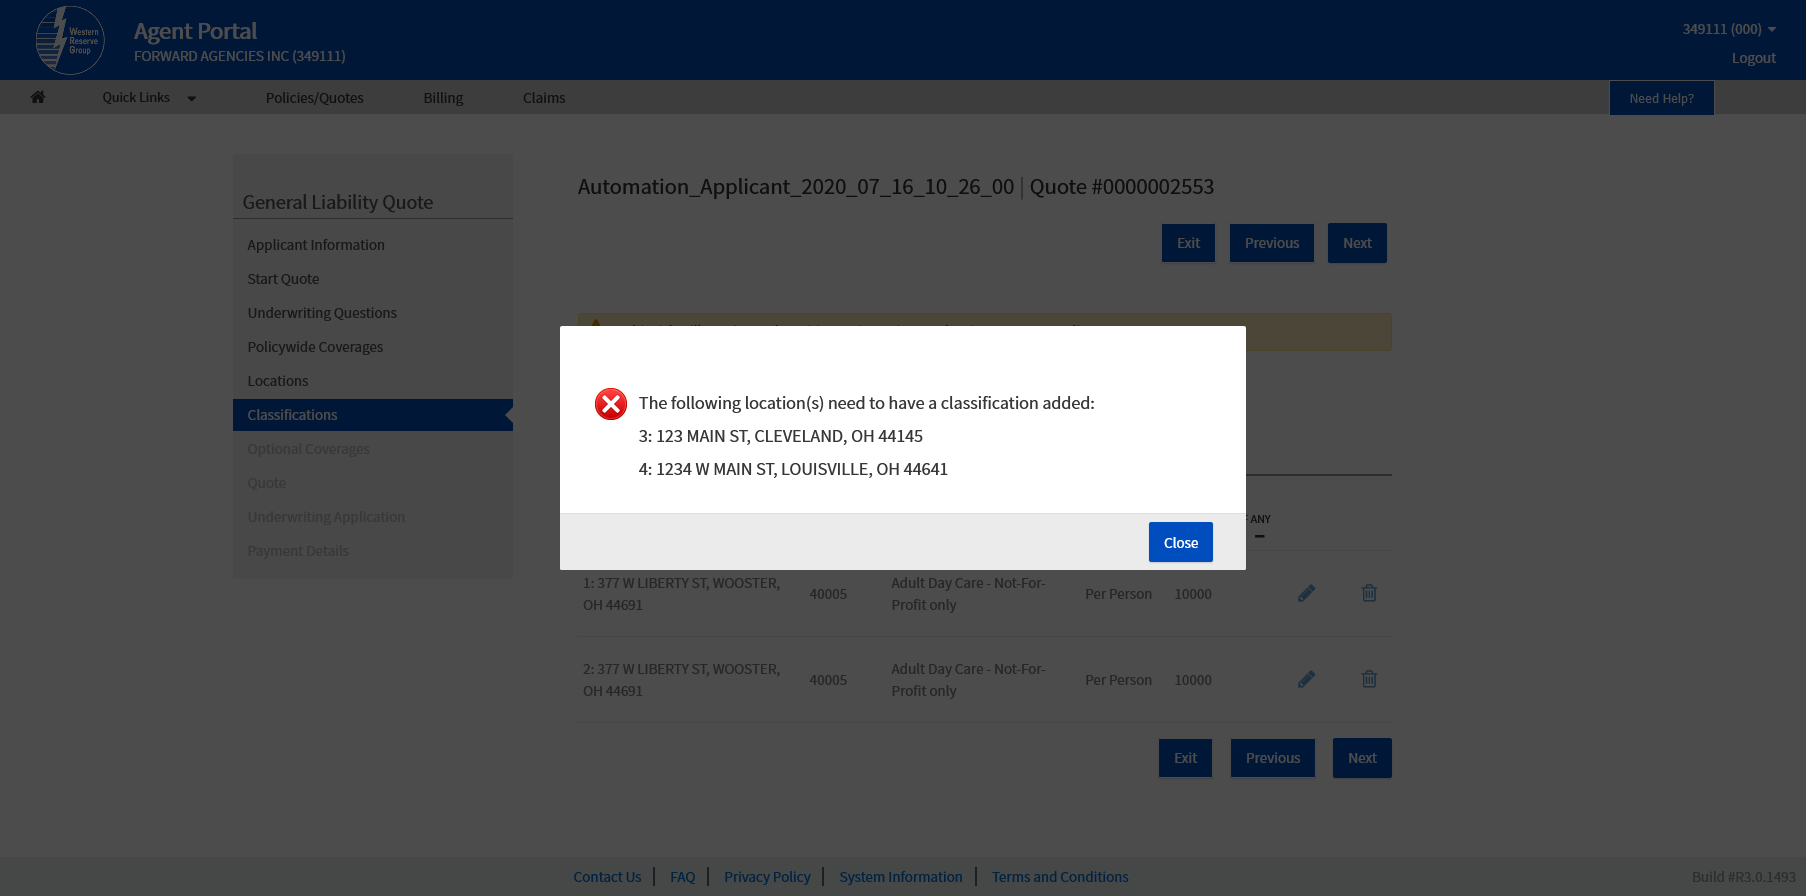 Western
Reserve
Group
Agent Portal
FORWARD AGENCIES INC (349111)
349111 (000)
Logout
Quick Links
Policies/Quotes
Billing
Claims
Need Help?
General Liability Quote
Applicant Information
Start Quote
Underwriting Questions
Policywide Coverages
Locations
Classifications
Optional Coverages
Quote
Underwriting Application
Payment Details
Automation_Applicant_2020_07_16_10_26_00 | Quote #0000002553
Exit
Previous
Next
The following location(s) need to have a classification added:
3: 123 MAIN ST, CLEVELAND, OH 44145
4: 1234 W MAIN ST, LOUISVILLE, OH 44641
Close
ANY
1: 377 W LIBERTY ST, WOOSTER,
OH 44691
40005
Adult Day Care - Not-For-
Profit only
Per Person
10000
2: 377 W LIBERTY ST, WOOSTER,
OH 44691
40005
Adult Day Care - Not-For-
Profit only
Per Person
10000
Exit
Previous
Next
Contact Us
FAQ
Privacy Policy
System Information
Terms and Conditions
Build #R3.0.1493